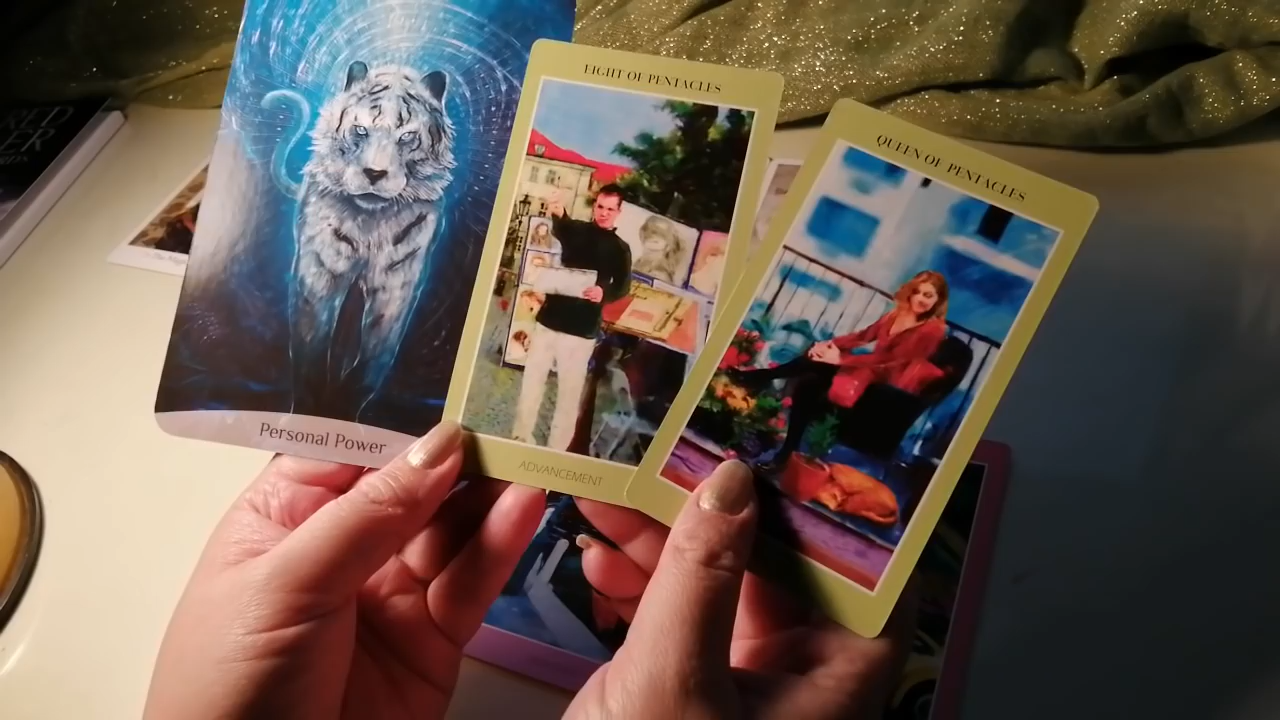 EIGHT OF PENTACLES
QUEEN OF PENTACLES
Personal Power
ADVANCEMENT